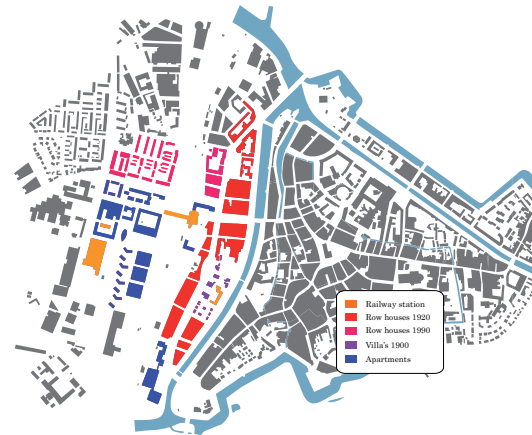 Railway station
Row houses 1920
Row houses 1990
Villa's 1900
Apartments